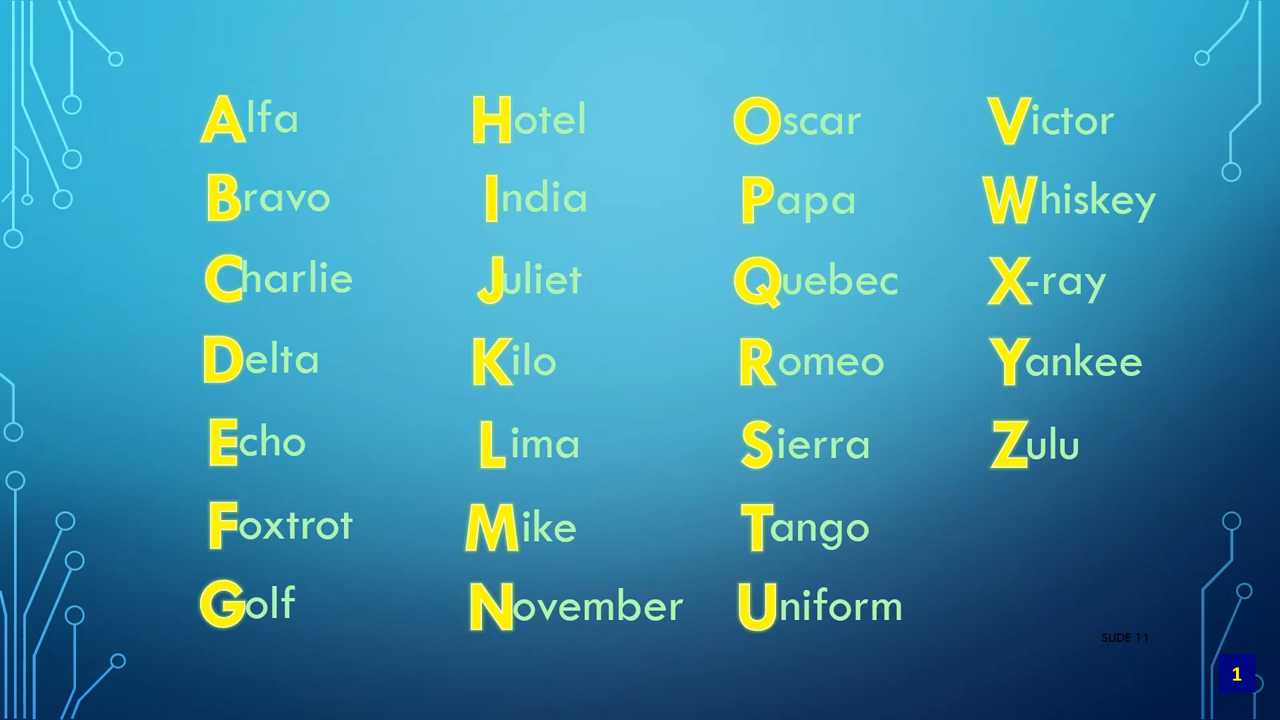 Alfa
Bravo
Charlie
Delta
Echo
Foxtrot
Golf
Hotel
India
Juliet
Kilo
Lima
Mike
November
Oscar
Papa
Quebec
Romeo
Sierra
Tango
Uniform
Victor
Whiskey
X-ray
Yankee
Zulu
SLIDE 11
1